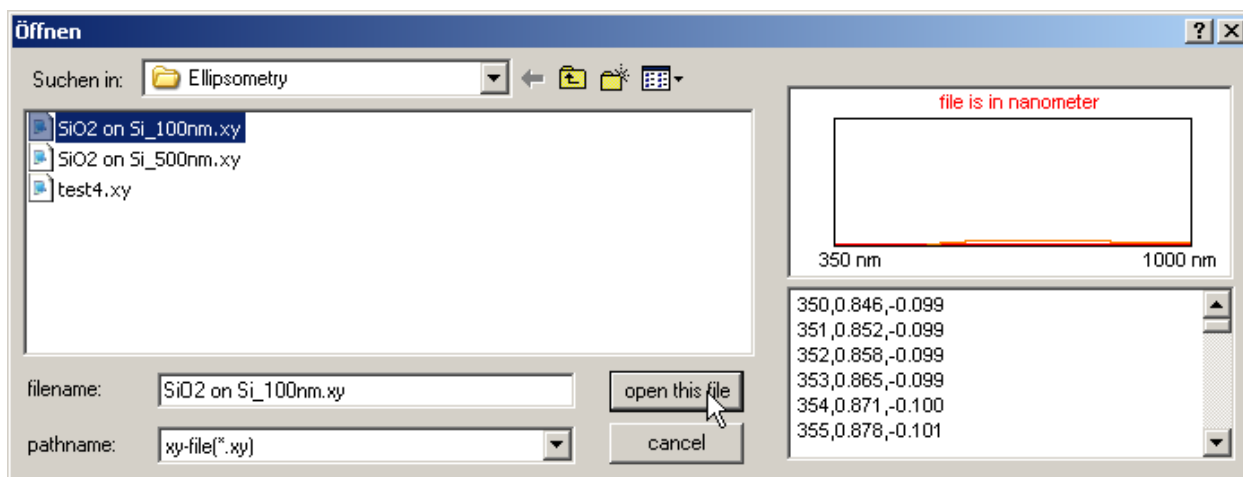 Öffnen
Suchen in: Ellipsometry
SiO2 on Si_100nm.xy
SiO2 on Si_500nm.xy
test4.xy
filename: SiO2 on Si_100nm.xy open this file
pathname: xy-file(*.xy) cancel
file is in nanometer
350 nm 1000 nm
350,0.846,-0.099
351,0.852,-0.099
352,0.858,-0.099
353,0.865,-0.099
354,0.871,-0.100
355,0.878,-0.101